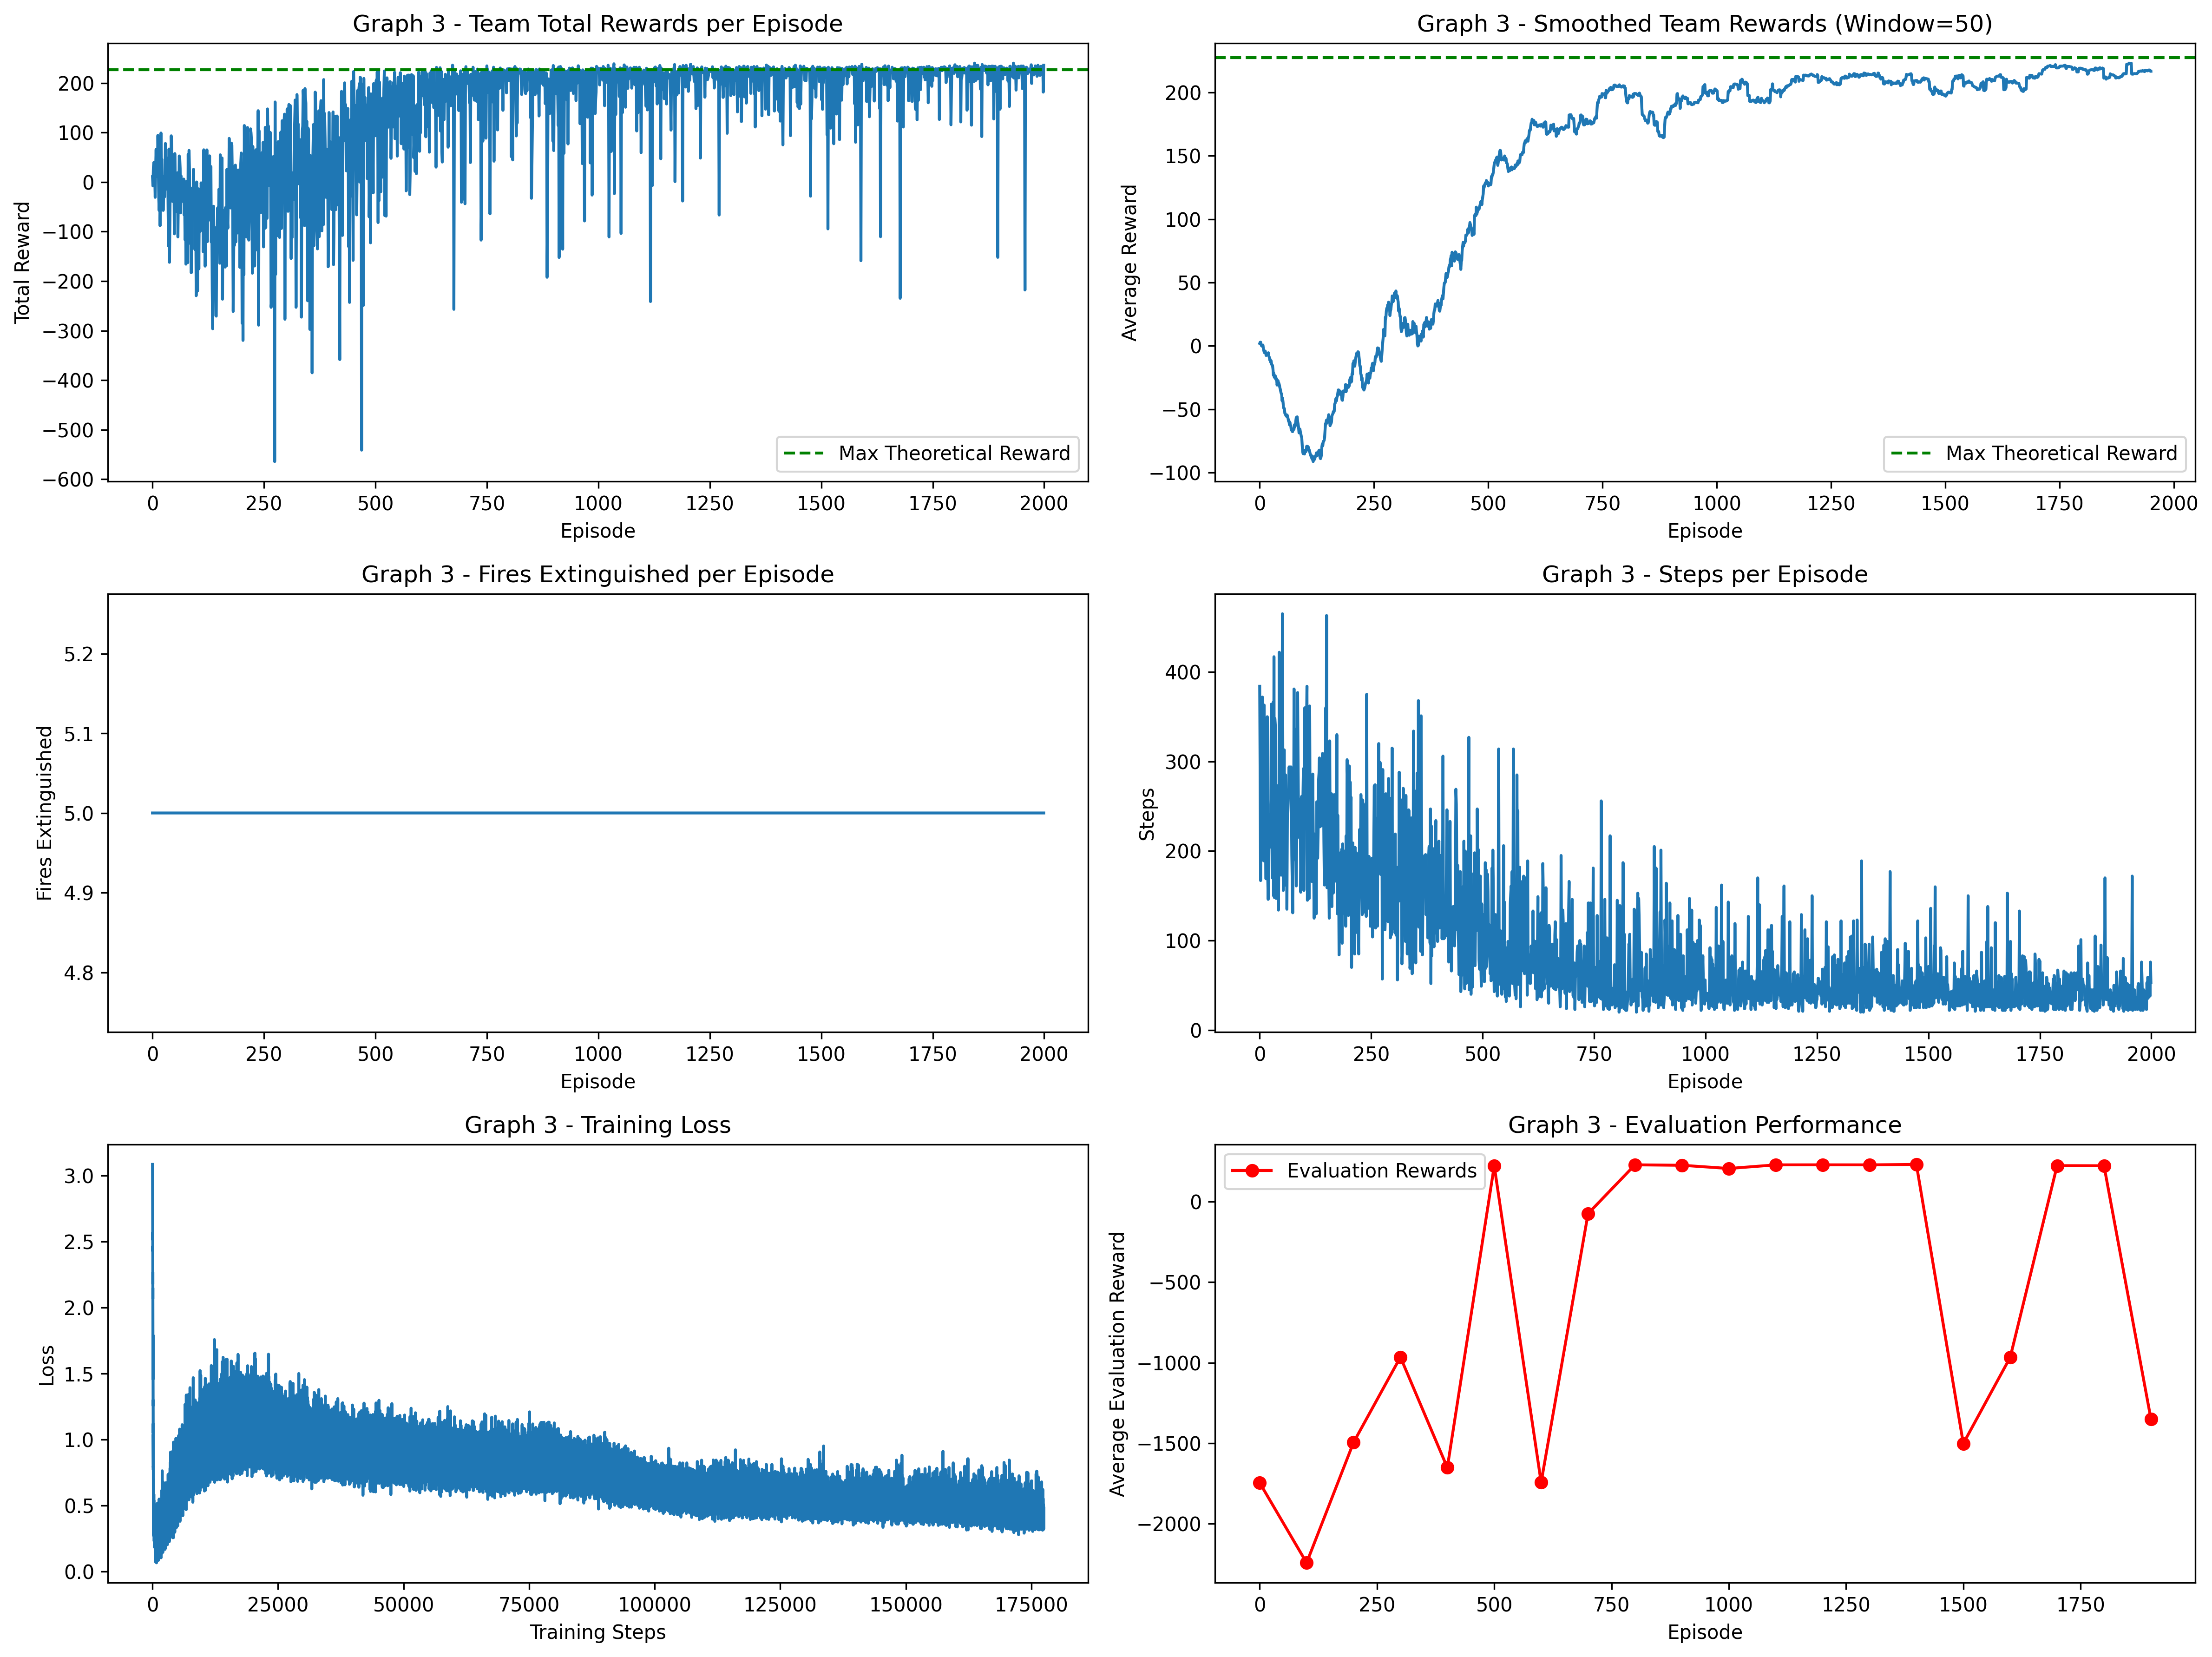 Graph 3 - Team Total Rewards per Episode
Total Reward
200
100
0
−100
−200
−300
−400
−500
−600
Max Theoretical Reward
0 250 500 750 1000 1250 1500 1750 2000
Episode
Graph 3 - Smoothed Team Rewards (Window=50)
Average Reward
200
150
100
50
0
−50
−100
Max Theoretical Reward
0 250 500 750 1000 1250 1500 1750 2000
Episode
Graph 3 - Fires Extinguished per Episode
Fires Extinguished
5.2
5.1
5.0
4.9
4.8
0 250 500 750 1000 1250 1500 1750 2000
Episode
Graph 3 - Steps per Episode
Steps
400
300
200
100
0
0 250 500 750 1000 1250 1500 1750 2000
Episode
Graph 3 - Training Loss
Loss
3.0
2.5
2.0
1.5
1.0
0.5
0.0
0 25000 50000 75000 100000 125000 150000 175000
Training Steps
Graph 3 - Evaluation Performance
Average Evaluation Reward
Evaluation Rewards
0
−500
−1000
−1500
−2000
0 250 500 750 1000 1250 1500 1750
Episode